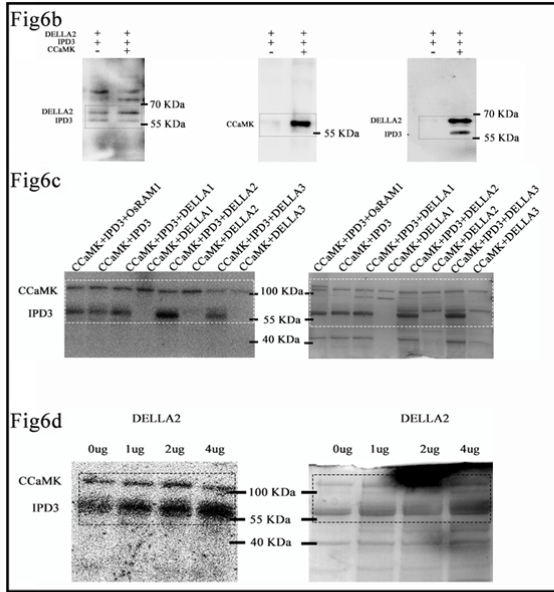 Fig6b
DELLA2 + +
IPD3 + +
CCaMK - +
+ +
+ +
- +
+ +
+ +
- +
DELLA2
IPD3
70 KDa
55 KDa
CCaMK
55 KDa
DELLA2
IPD3
70 KDa
55 KDa
Fig6c
CCaMK+IPD3+OsRAM1
CCaMK+IPD3
CCaMK+IPD3+DELLA1
CCaMK+DELLA1
CCaMK+IPD3+DELLA2
CCaMK+DELLA2
CCaMK+IPD3+DELLA3
CCaMK+DELLA3
CCaMK+IPD3+OsRAM1
CCaMK+IPD3
CCaMK+IPD3+DELLA1
CCaMK+DELLA1
CCaMK+IPD3+DELLA2
CCaMK+DELLA2
CCaMK+IPD3+DELLA3
CCaMK+DELLA3
CCaMK
IPD3
100 KDa
55 KDa
40 KDa
Fig6d
DELLA2
DELLA2
0ug 1ug 2ug 4ug
0ug 1ug 2ug 4ug
CCaMK
IPD3
100 KDa
55 KDa
40 KDa